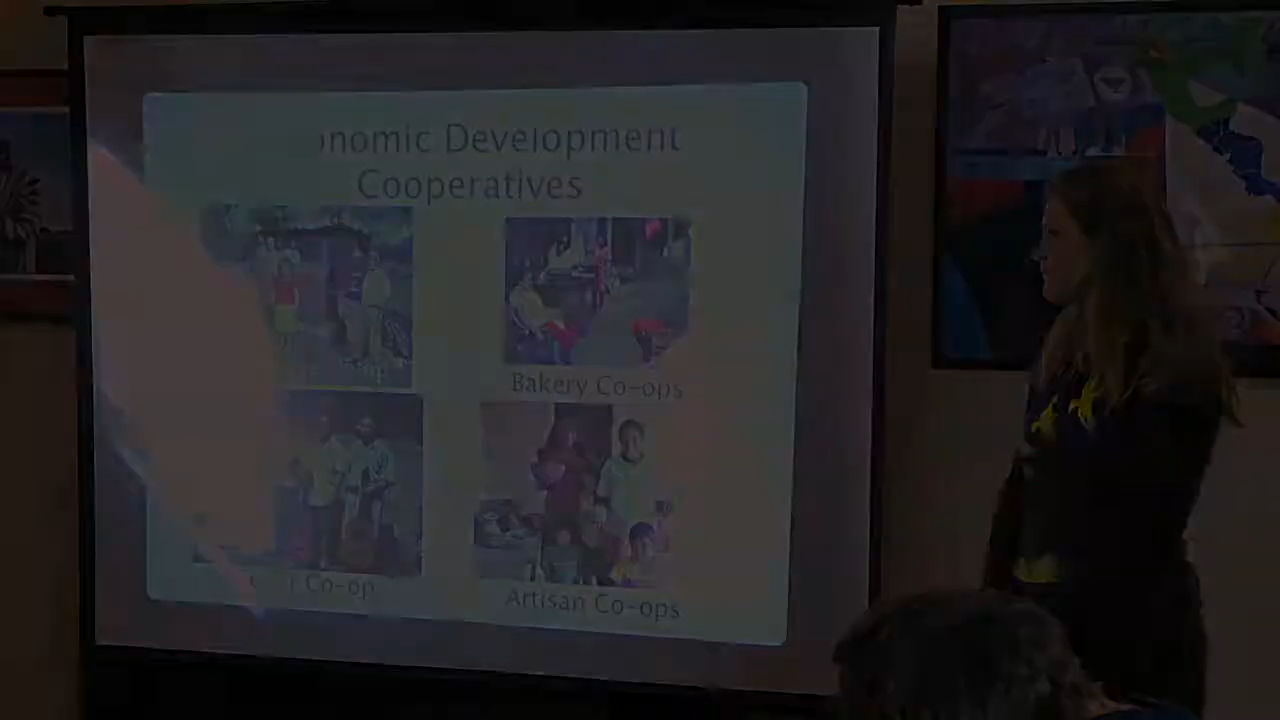 nomic Development
Cooperatives
Bakery Co-ops
Co-op
Artisan Co-ops